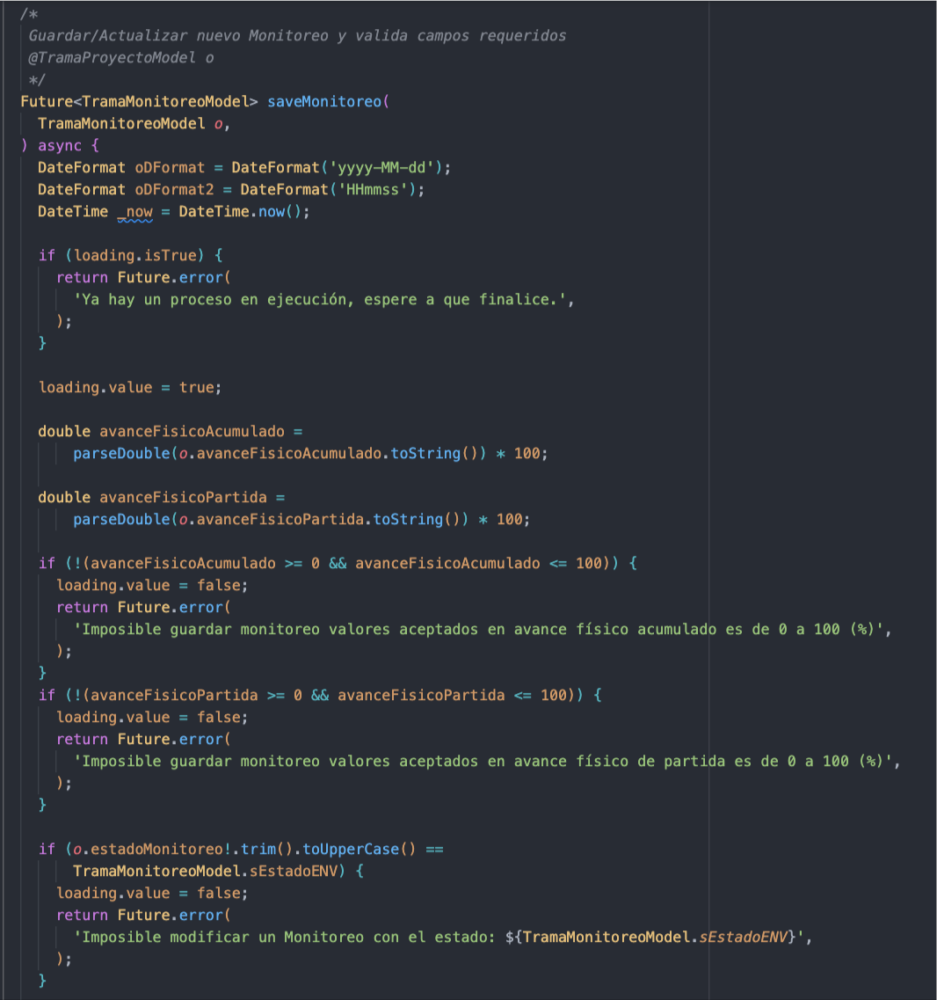 /*
Guardar/Actualizar nuevo Monitoreo y valida campos requeridos
@TramaProyectoModel o
*/
Future<TramaMonitoreoModel> saveMonitoreo(
  TramaMonitoreoModel o,
) async {
  DateFormat oDFormat = DateFormat('yyyy-MM-dd');
  DateFormat oDFormat2 = DateFormat('HHmmss');
  DateTime _now = DateTime.now();
  if (loading.isTrue) {
    return Future.error(
      'Ya hay un proceso en ejecución, espere a que finalice.',
    );
  }
  loading.value = true;
  double avanceFisicoAcumulado =
      parseDouble(o.avanceFisicoAcumulado.toString()) * 100;
  double avanceFisicoPartida =
      parseDouble(o.avanceFisicoPartida.toString()) * 100;
  if (!(avanceFisicoAcumulado >= 0 && avanceFisicoAcumulado <= 100)) {
    loading.value = false;
    return Future.error(
      'Imposible guardar monitoreo valores aceptados en avance físico acumulado es de 0 a 100 (%)',
    );
  }
  if (!(avanceFisicoPartida >= 0 && avanceFisicoPartida <= 100)) {
    loading.value = false;
    return Future.error(
      'Imposible guardar monitoreo valores aceptados en avance físico de partida es de 0 a 100 (%)',
    );
  }
  if (o.estadoMonitoreo!.trim().toUpperCase() ==
      TramaMonitoreoModel.sEstadoENV) {
    loading.value = false;
    return Future.error(
      'Imposible modificar un Monitoreo con el estado: ${TramaMonitoreoModel.sEstadoENV}',
    );
  }